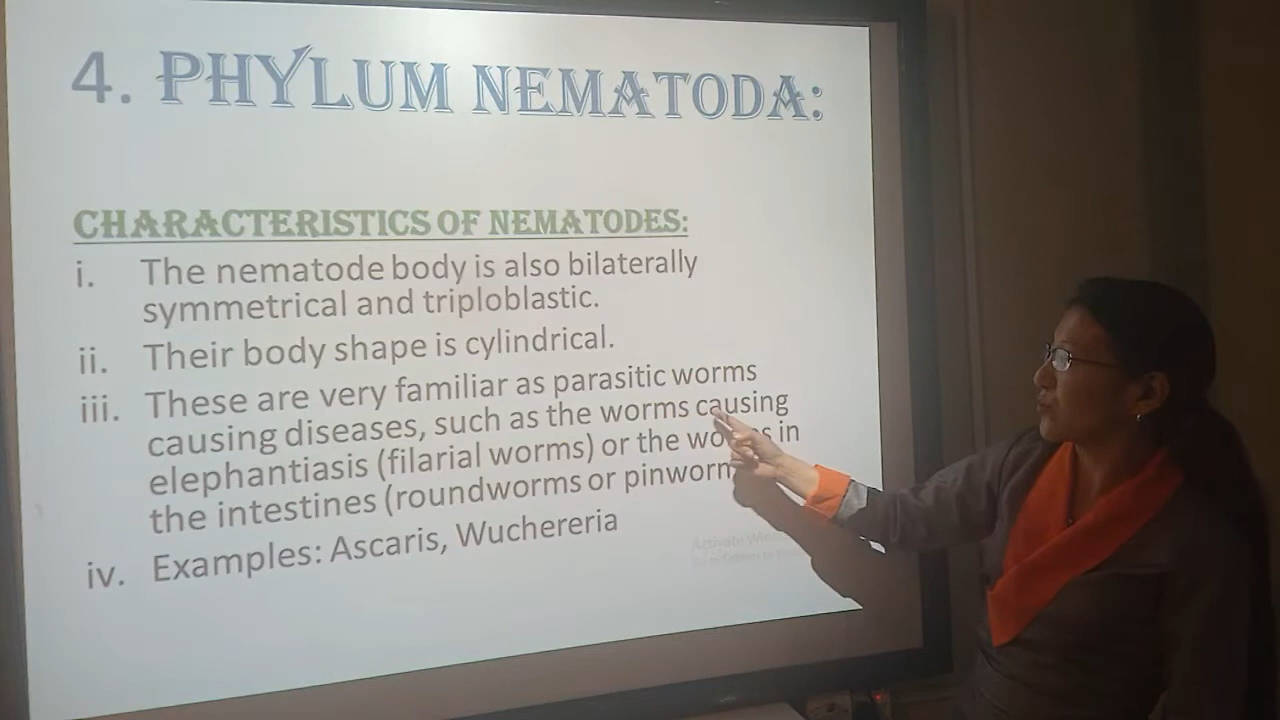 4. PHYLUM NEMATODA:
CHARACTERISTICS OF NEMATODES:
i. The nematode body is also bilaterally
symmetrical and triploblastic.
ii. Their body shape is cylindrical.
iii. These are very familiar as parasitic worms
causing diseases, such as the worms causing
elephantiasis (filarial worms) or the worms in
the intestines (roundworms or pinworm
iv. Examples: Ascaris, Wuchereria
Activate